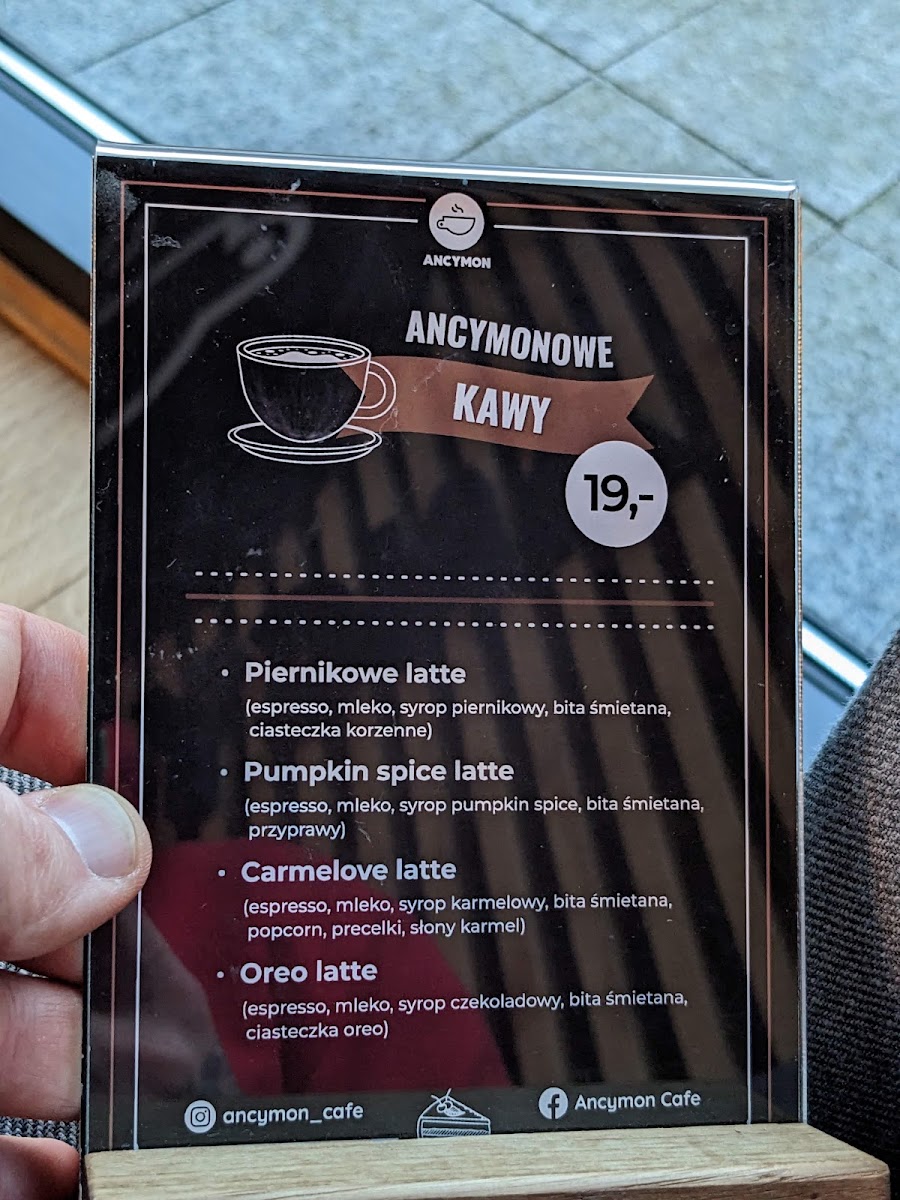 ANCYMON
ANCYMONOWE
KAWY
19,-
• Piernikowe latte
(espresso, mleko, syrop piernikowy, bita śmietana,
ciasteczka korzenne)
• Pumpkin spice latte
(espresso, mleko, syrop pumpkin spice, bita śmietana,
przyprawy)
• Carmelove latte
(espresso, mleko, syrop karmelowy, bita śmietana,
popcorn, precelki, słony karmel)
• Oreo latte
(espresso, mleko, syrop czekoladowy, bita śmietana,
ciasteczka oreo)
ancymon_cafe
Ancymon Cafe